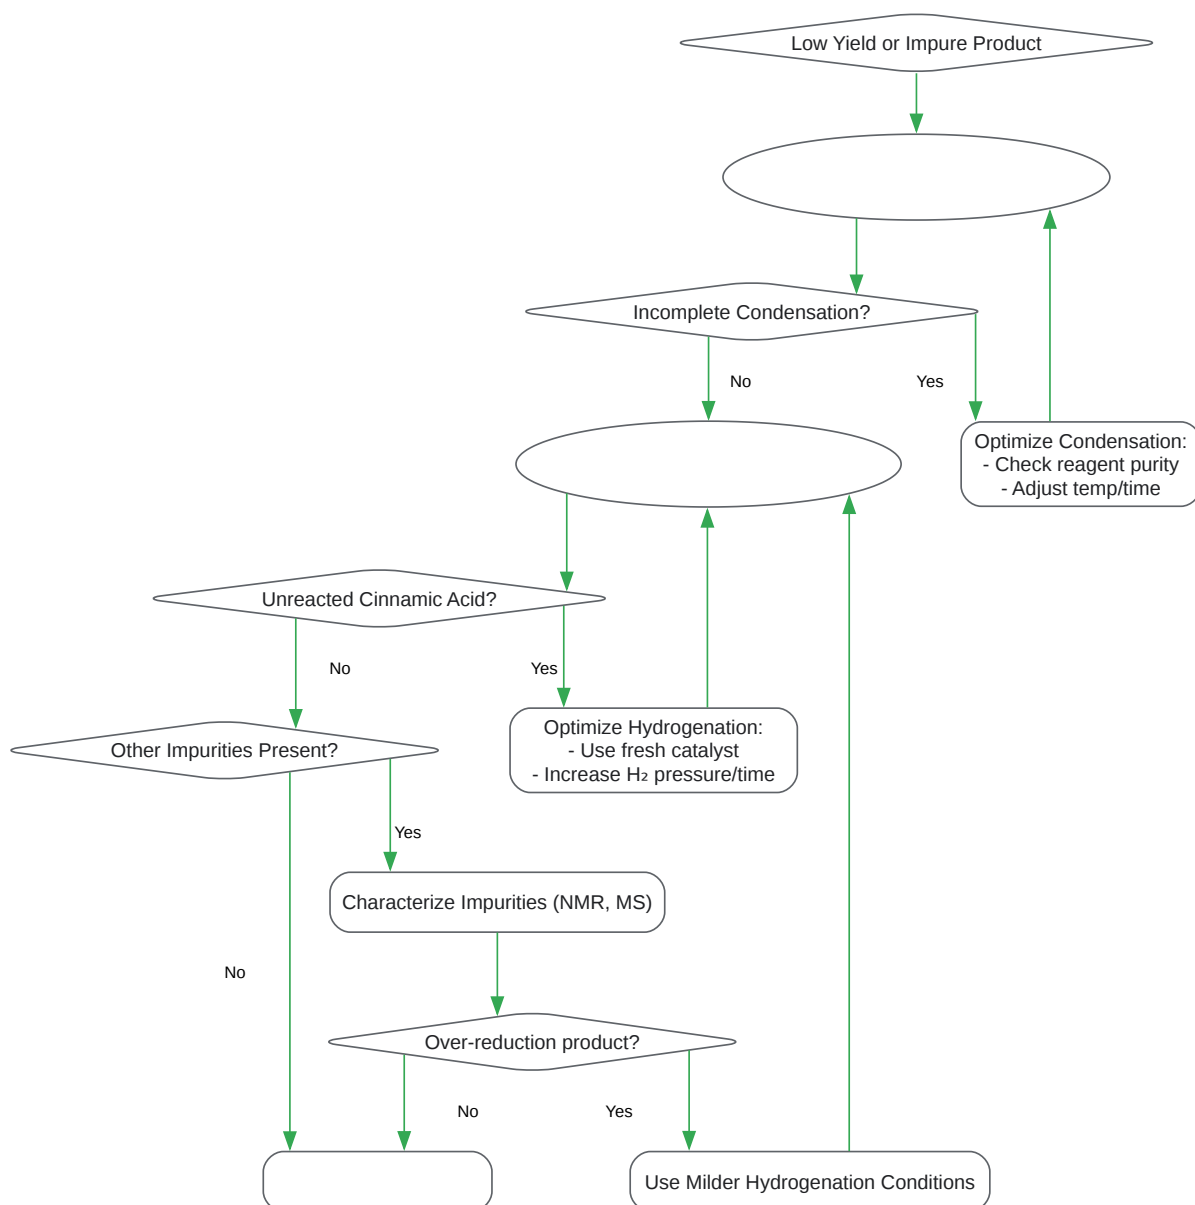 Low Yield or Impure Product
Incomplete Condensation?
No
Yes
Optimize Condensation:
- Check reagent purity
- Adjust temp/time
Unreacted Cinnamic Acid?
No
Yes
Optimize Hydrogenation:
- Use fresh catalyst
- Increase H₂ pressure/time
Other Impurities Present?
Yes
Characterize Impurities (NMR, MS)
No
Over-reduction product?
No
Yes
Use Milder Hydrogenation Conditions